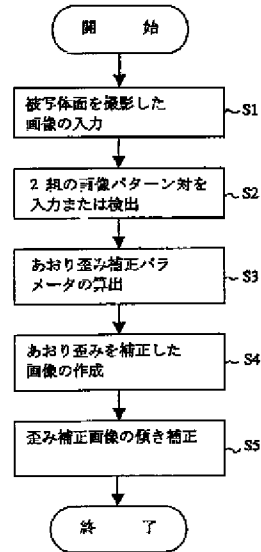 開　始
被写体面を撮影した
画像の入力
S1
2組の画像パターン対を
入力または検出
S2
あおり歪み補正パラ
メータの算出
S3
あおり歪みを補正した
画像の作成
S4
歪み補正画像の傾き補正
S5
終　了